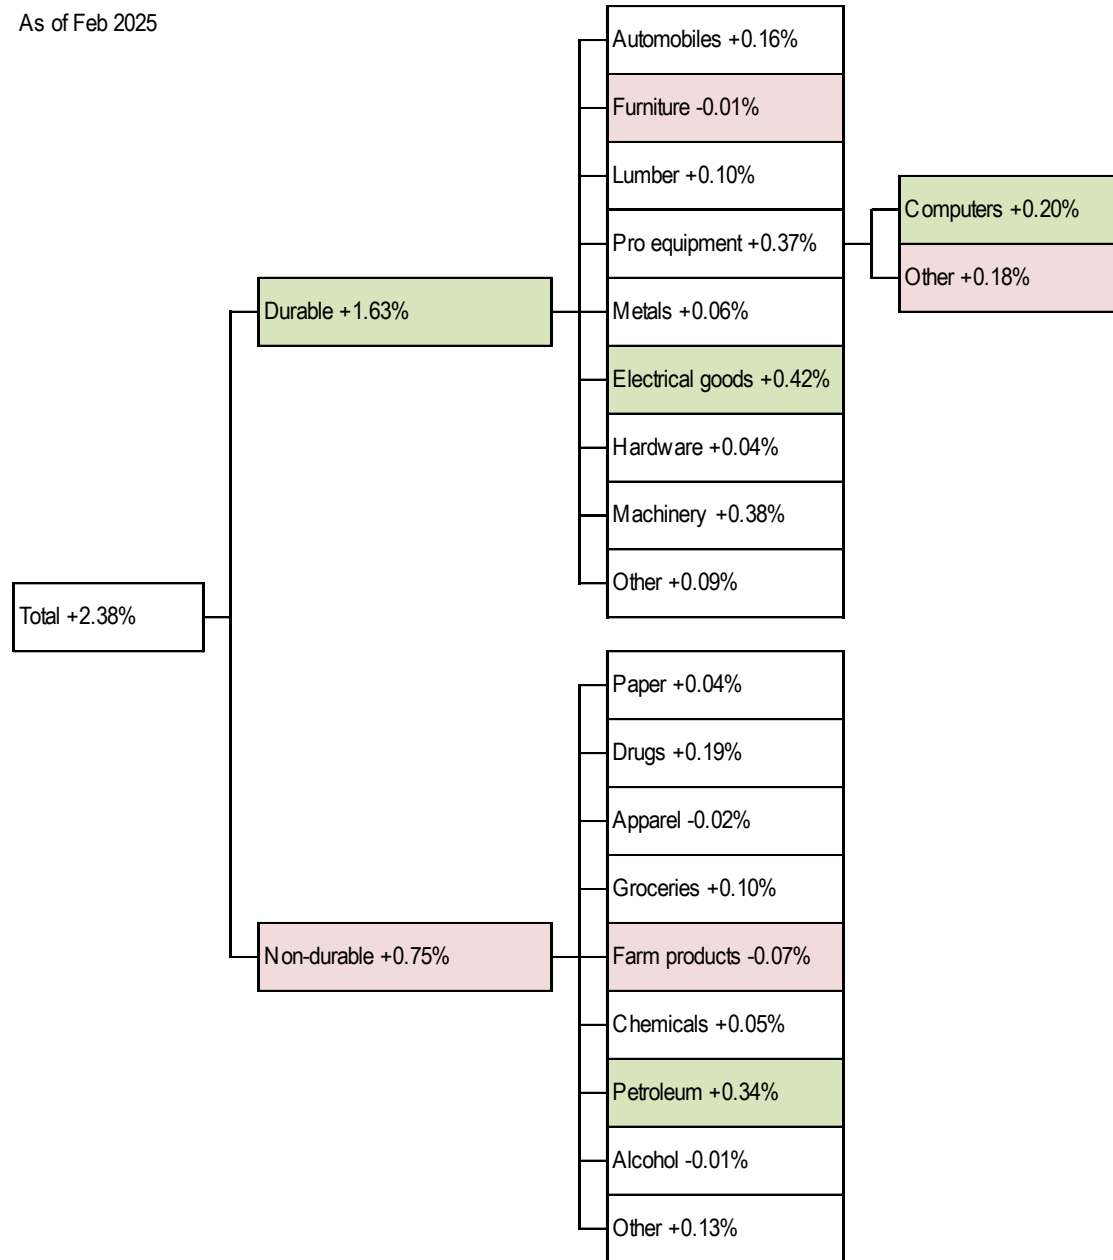 As of Feb 2025
Automobiles +0.16%
Furniture -0.01%
Lumber +0.10%
Pro equipment +0.37%
Computers +0.20%
Other +0.18%
Metals +0.06%
Durable +1.63%
Electrical goods +0.42%
Hardware +0.04%
Machinery +0.38%
Other +0.09%
Total +2.38%
Paper +0.04%
Drugs +0.19%
Apparel -0.02%
Groceries +0.10%
Non-durable +0.75%
Farm products -0.07%
Chemicals +0.05%
Petroleum +0.34%
Alcohol -0.01%
Other +0.13%